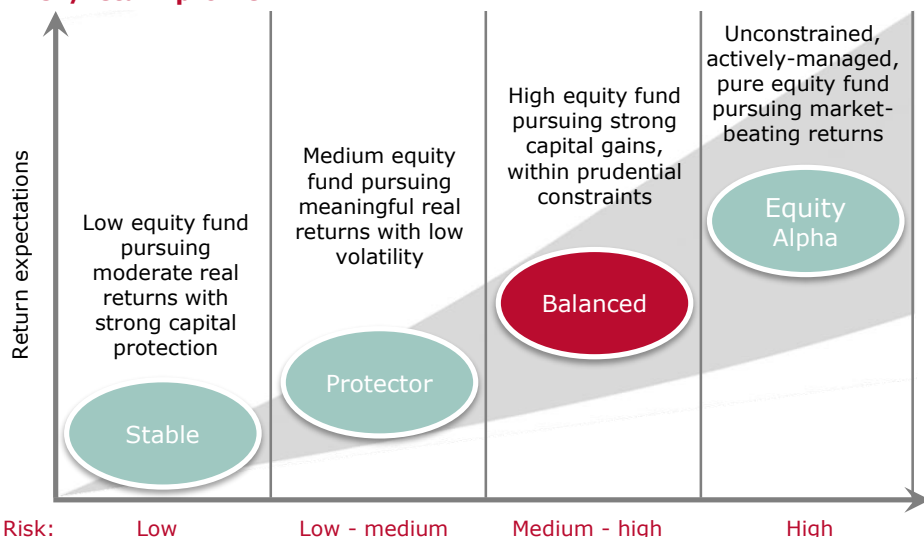 Return expectations
Low equity fund
pursuing
moderate real
returns with
strong capital
protection
Stable
Medium equity
fund pursuing
meaningful real
returns with low
volatility
Protector
High equity fund
pursuing strong
capital gains,
within prudential
constraints
Balanced
Unconstrained,
actively-managed,
pure equity fund
pursuing market-
beating returns
Equity
Alpha
Risk:
Low
Low - medium
Medium - high
High